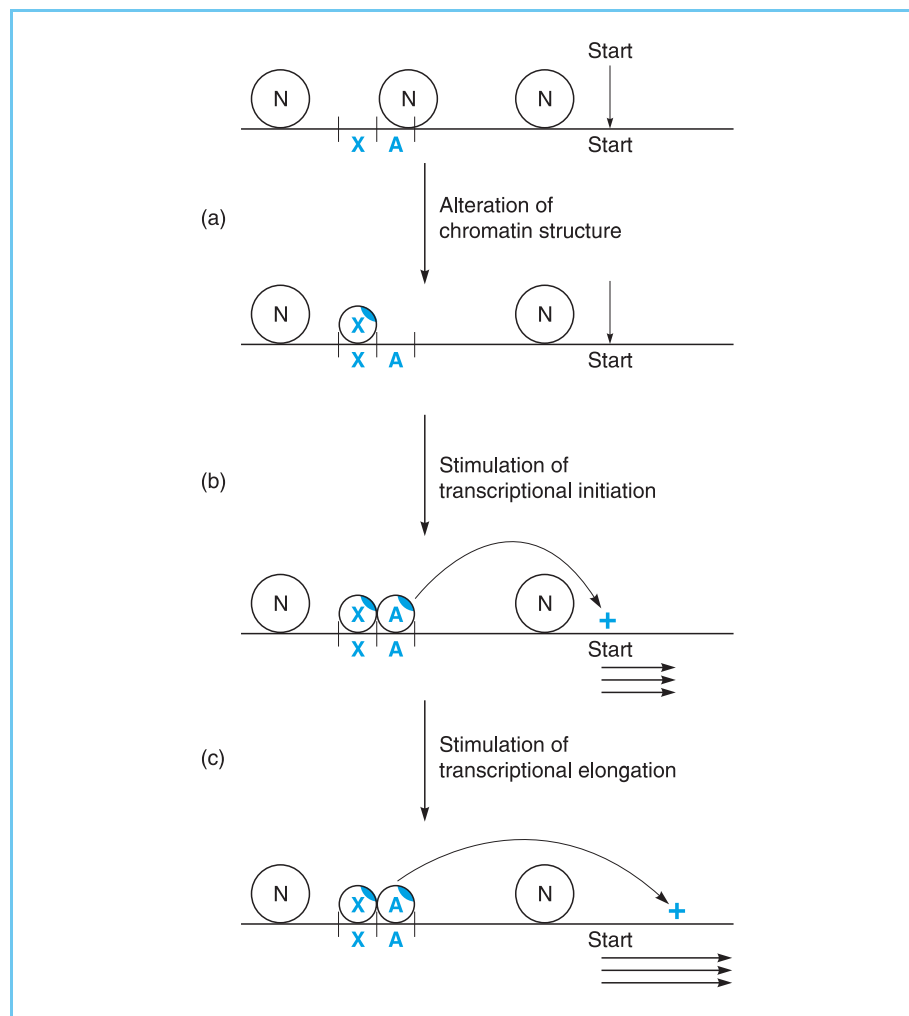 Start
N N N
X A Start
(a)
Alteration of
chromatin structure
N X N
X A Start
(b)
Stimulation of
transcriptional initiation
N X A N +
X A Start
(c)
Stimulation of
transcriptional elongation
N X A N +
X A Start